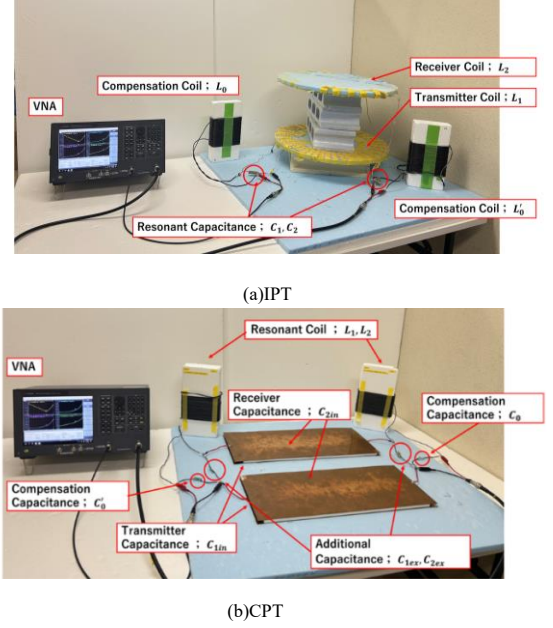 Receiver Coil ; L₂
Compensation Coil ; L₀
Transmitter Coil ; L₁
VNA
Compensation Coil ; L′₀
Resonant Capacitance ; C₁, C₂
(a)IPT
Resonant Coil ; L₁, L₂
VNA
Receiver
Capacitance ; C₂ᵢₙ
Compensation
Capacitance ; C₀
Compensation
Capacitance ; C′₀
Transmitter
Capacitance ; C₁ᵢₙ
Additional
Capacitance ; C₁ₑₓ, C₂ₑₓ
(b)CPT